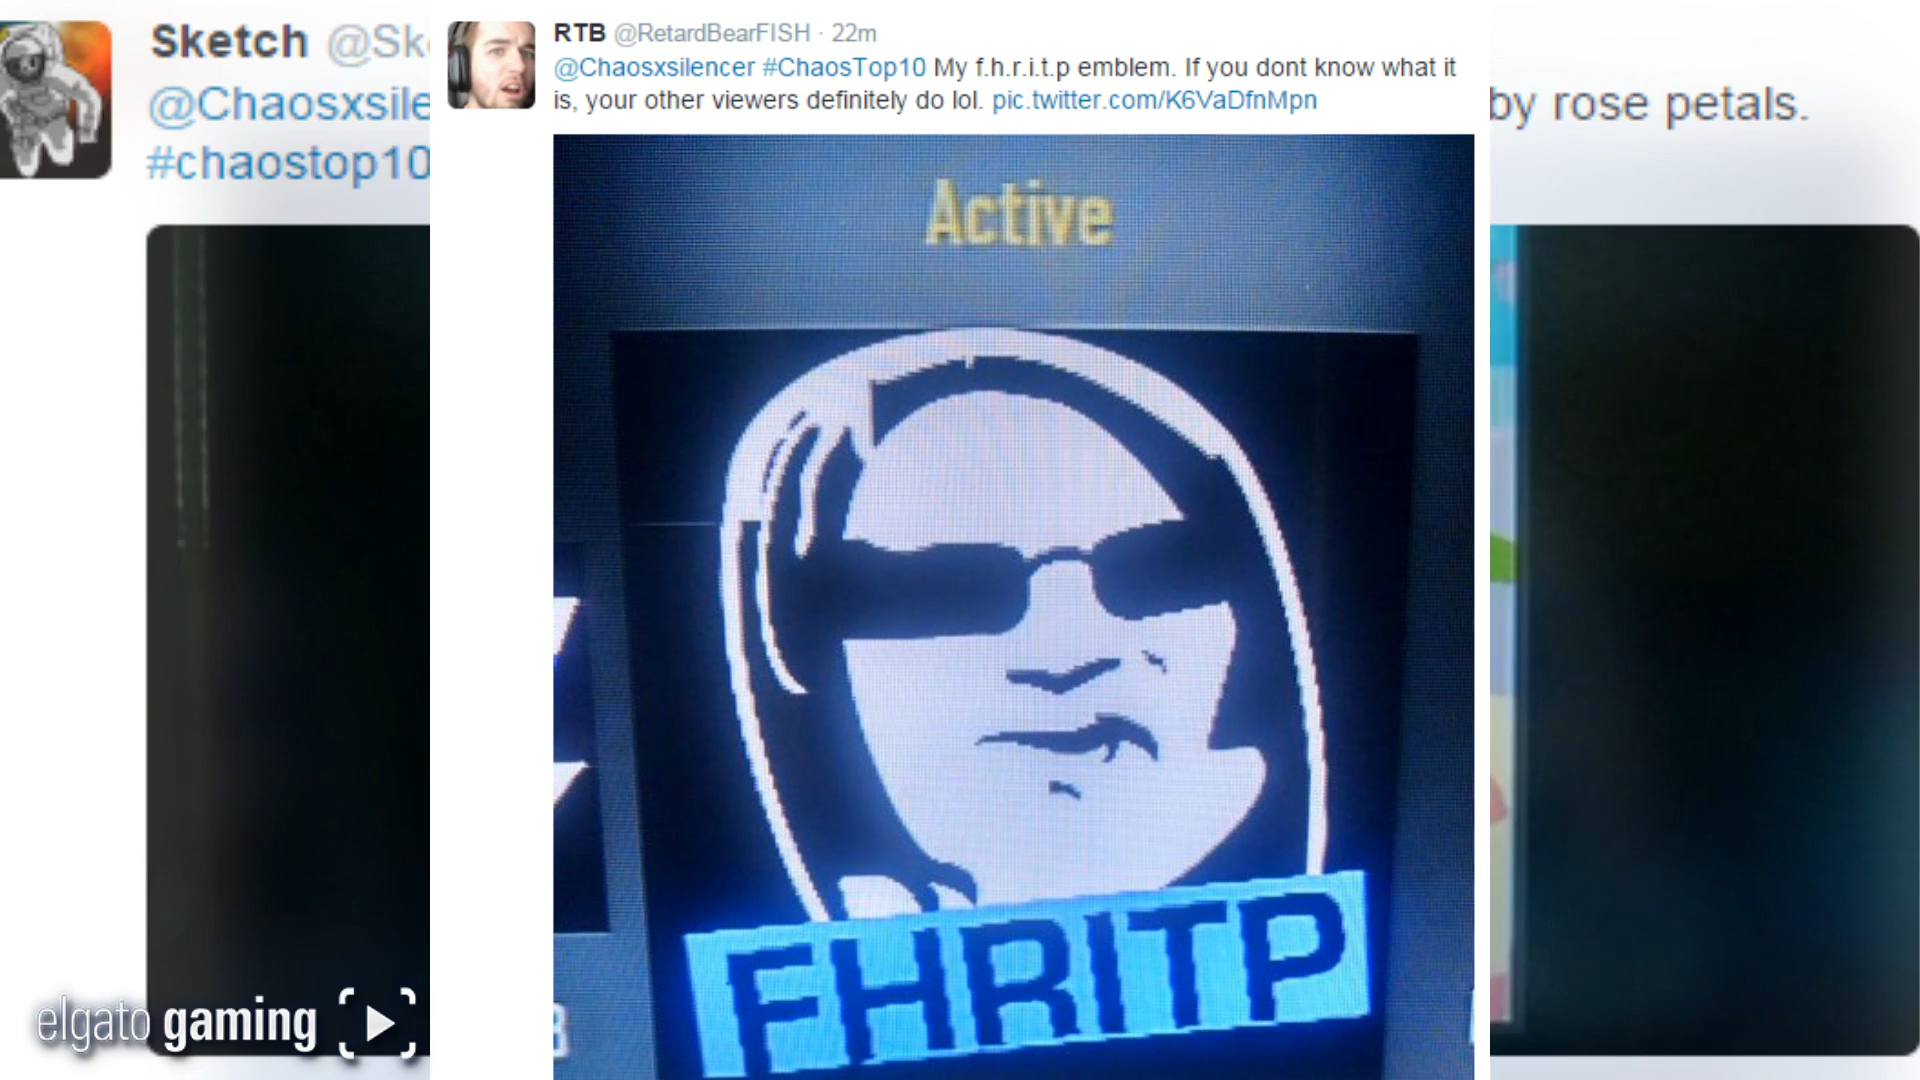 Sketch @Sk
@Chaosxsile
#chaostop10
RTB @RetardBearFISH · 22m
@Chaosxsilencer #ChaosTop10 My f.h.r.i.t.p emblem. If you dont know what it
is, your other viewers definitely do lol. pic.twitter.com/K6VaDfnMpn
by rose petals.
Active
FHRITP
elgato gaming